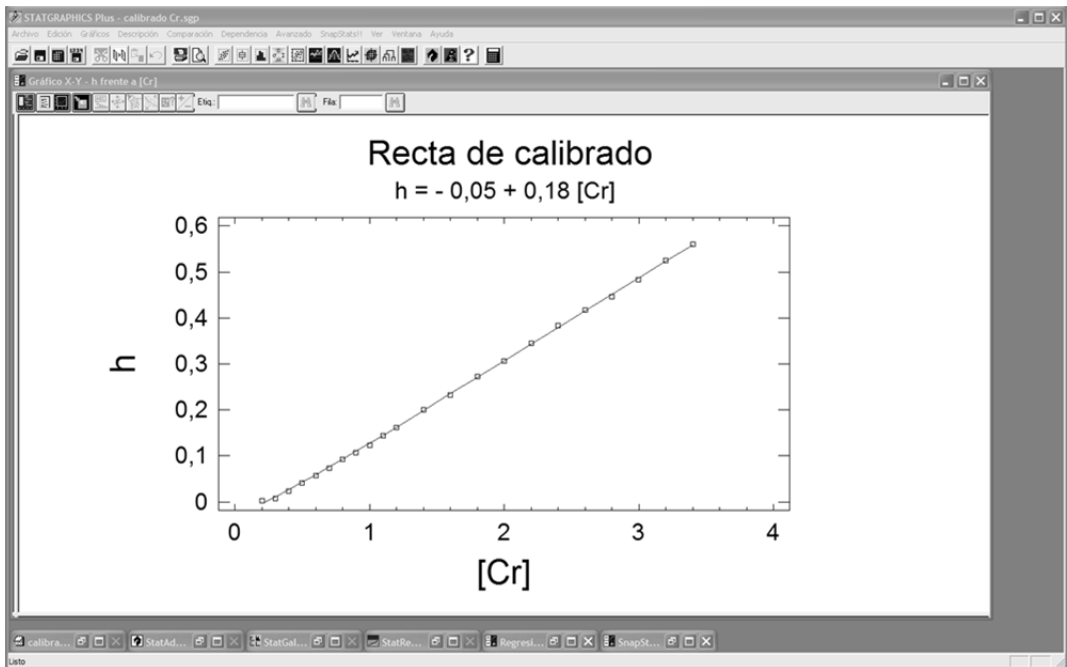 STATGRAPHICS Plus - calibrado Cr.sgp
Archivo Edición Gráficos Descripción Comparación Dependencia Avanzado SnapStats!! Ver Ventana Ayuda
Gráfico X-Y - h frente a [Cr]
Etiq.: Fila:
Recta de calibrado
h = - 0,05 + 0,18 [Cr]
0,6
0,5
0,4
0,3
0,2
0,1
0
h
0 1 2 3 4
[Cr]
calibra... StatAd... StatGal... StatRe... Regresi... SnapSt...
Listo